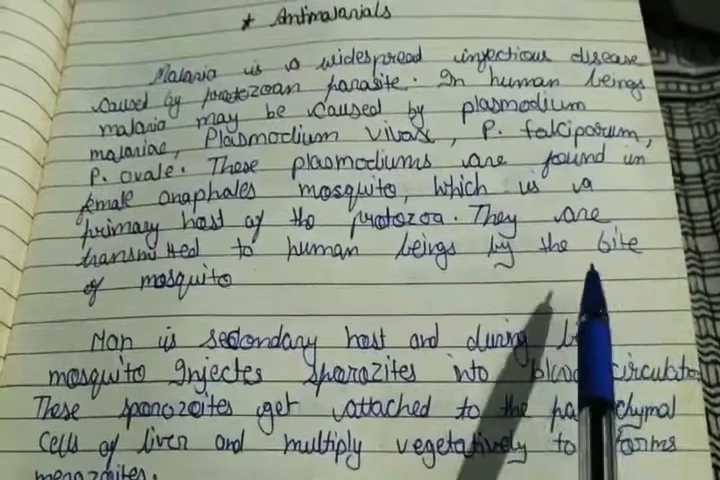 * Antimalarials
Malaria is a widespread infectious disease
caused by protozoan parasite. In human beings
malaria may be caused by plasmodium
malariae, Plasmodium vivax, P. falciparum,
P. ovale. These plasmodiums are found in
female anaphales mosquito, which is a
primary host of the protozoa. They are
transmitted to human beings by the bite
of mosquito
Man is secondary host and during
mosquito Injectes sporozites into
These sporozoites get attached to the
cells of liver and multiply vegetatively to forms
merozoites.